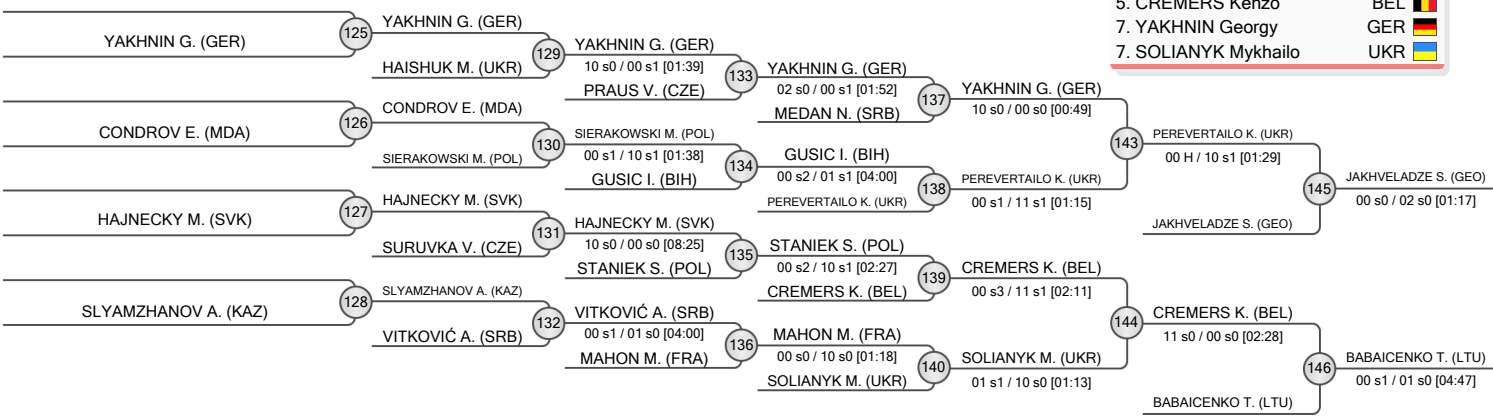 5. CREMERS Kenzo BEL
7. YAKHNIN Georgy GER
7. SOLIANYK Mykhailo UKR
YAKHNIN G. (GER)
125
YAKHNIN G. (GER)
HAISHUK M. (UKR)
129
YAKHNIN G. (GER)
10 s0 / 00 s1 [01:39]
PRAUS V. (CZE)
133
YAKHNIN G. (GER)
02 s0 / 00 s1 [01:52]
MEDAN N. (SRB)
137
YAKHNIN G. (GER)
10 s0 / 00 s0 [00:49]
CONDROV E. (MDA)
126
CONDROV E. (MDA)
SIERAKOWSKI M. (POL)
130
SIERAKOWSKI M. (POL)
00 s1 / 10 s1 [01:38]
GUSIC I. (BIH)
134
GUSIC I. (BIH)
00 s2 / 01 s1 [04:00]
PEREVERTAILO K. (UKR)
138
PEREVERTAILO K. (UKR)
00 s1 / 11 s1 [01:15]
143
PEREVERTAILO K. (UKR)
00 H / 10 s1 [01:29]
JAKHVELADZE S. (GEO)
145
JAKHVELADZE S. (GEO)
00 s0 / 02 s0 [01:17]
HAJNECKY M. (SVK)
127
HAJNECKY M. (SVK)
SURUVKA V. (CZE)
131
HAJNECKY M. (SVK)
10 s0 / 00 s0 [08:25]
STANIEK S. (POL)
135
STANIEK S. (POL)
00 s2 / 10 s1 [02:27]
CREMERS K. (BEL)
139
CREMERS K. (BEL)
00 s3 / 11 s1 [02:11]
SLYAMZHANOV A. (KAZ)
128
SLYAMZHANOV A. (KAZ)
VITKOVIĆ A. (SRB)
132
VITKOVIĆ A. (SRB)
00 s1 / 01 s0 [04:00]
MAHON M. (FRA)
136
MAHON M. (FRA)
00 s0 / 10 s0 [01:18]
SOLIANYK M. (UKR)
140
SOLIANYK M. (UKR)
01 s1 / 10 s0 [01:13]
144
CREMERS K. (BEL)
11 s0 / 00 s0 [02:28]
BABAICENKO T. (LTU)
146
BABAICENKO T. (LTU)
00 s1 / 01 s0 [04:47]